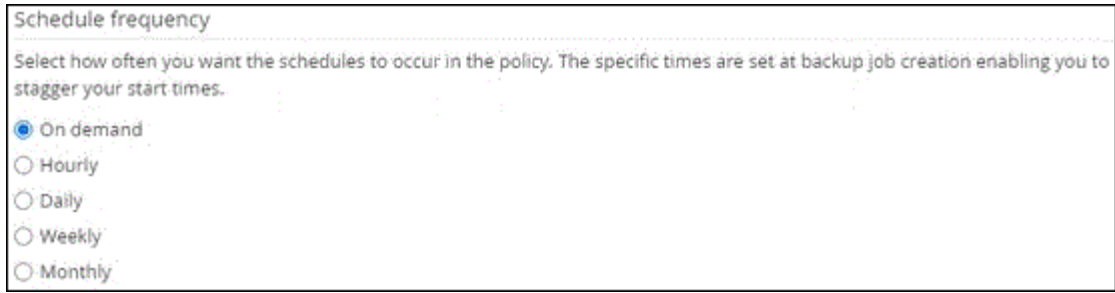 Schedule frequency
Select how often you want the schedules to occur in the policy. The specific times are set at backup job creation enabling you to
stagger your start times.
On demand
Hourly
Daily
Weekly
Monthly